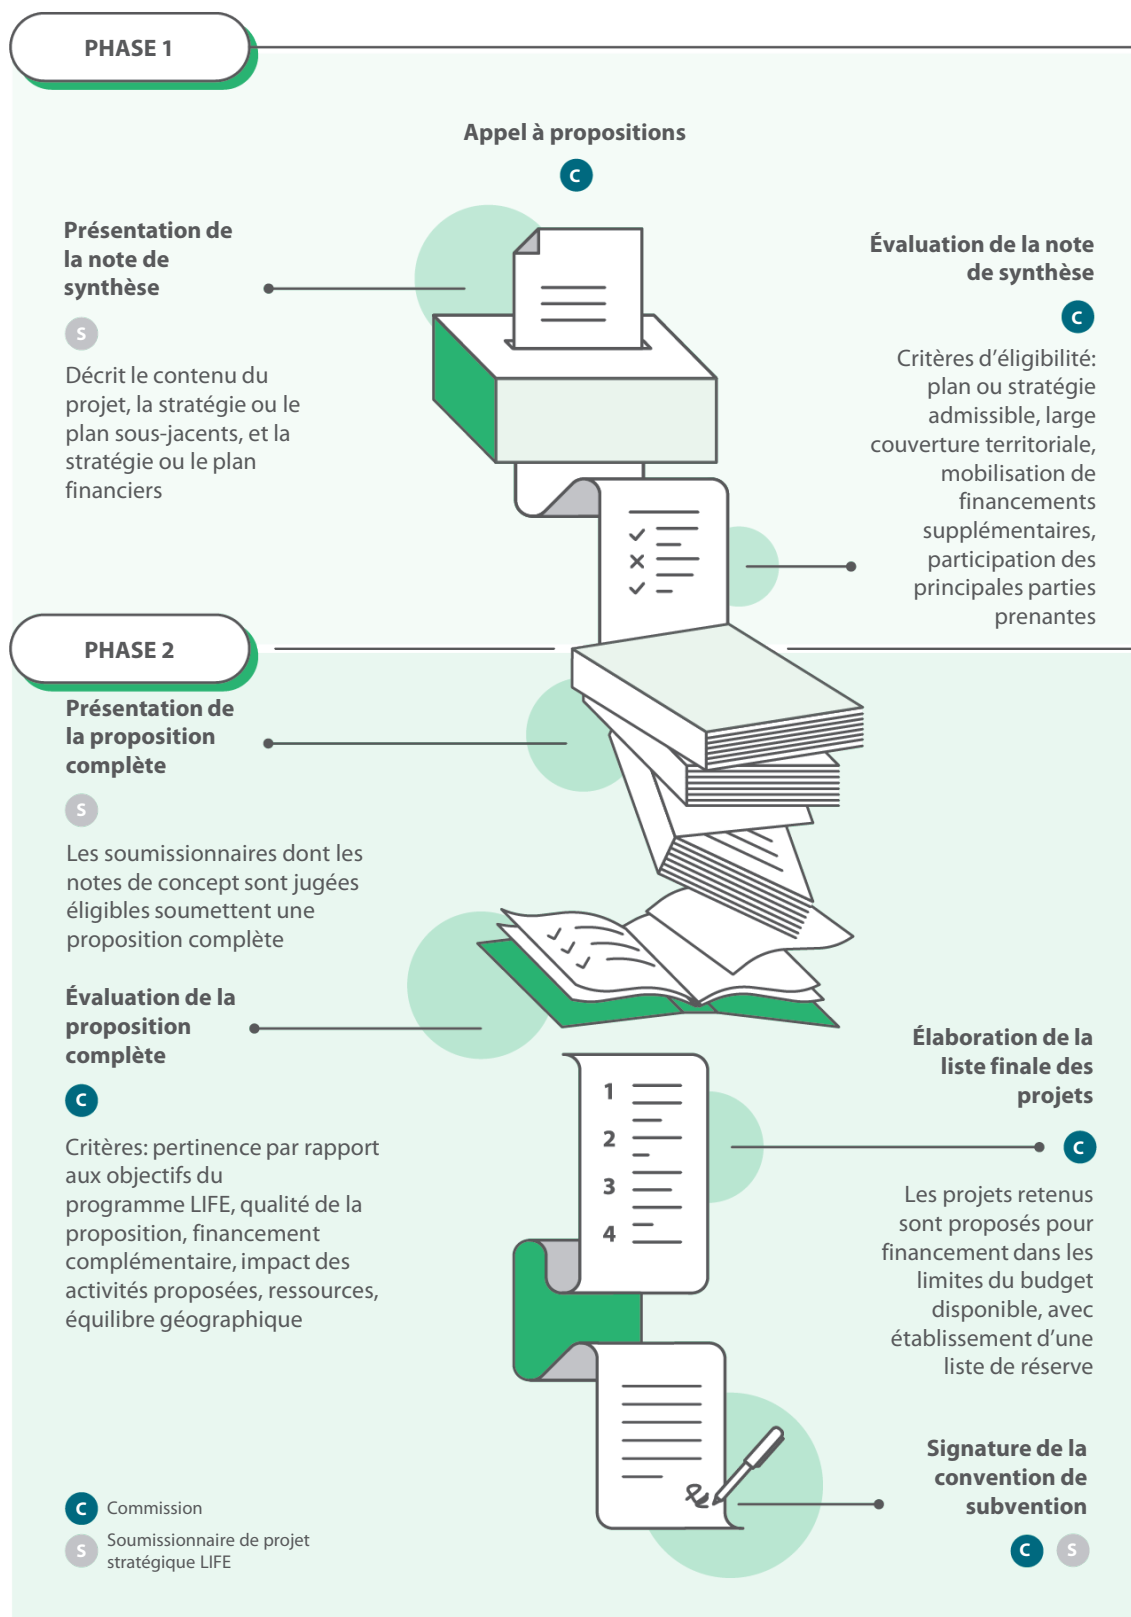 PHASE 1
Appel à propositions
C
Présentation de
la note de
synthèse
S
Décrit le contenu du
projet, la stratégie ou le
plan sous-jacents, et la
stratégie ou le plan
financiers
Évaluation de la note
de synthèse
C
Critères d’éligibilité:
plan ou stratégie
admissible, large
couverture territoriale,
mobilisation de
financements
supplémentaires,
participation des
principales parties
prenantes
PHASE 2
Présentation de
la proposition
complète
S
Les soumissionnaires dont les
notes de concept sont jugées
éligibles soumettent une
proposition complète
Évaluation de la
proposition
complète
C
Critères: pertinence par rapport
aux objectifs du
programme LIFE, qualité de la
proposition, financement
complémentaire, impact des
activités proposées, ressources,
équilibre géographique
1
2
3
4
Élaboration de la
liste finale des
projets
C
Les projets retenus
sont proposés pour
financement dans les
limites du budget
disponible, avec
établissement d’une
liste de réserve
Signature de la
convention de
subvention
C S
C Commission
S Soumissionnaire de projet
stratégique LIFE